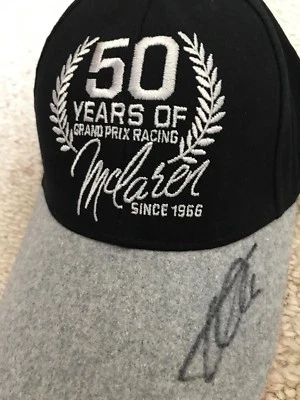 50
YEARS OF
GRAND PRIX RACING
McLaren
SINCE 1966